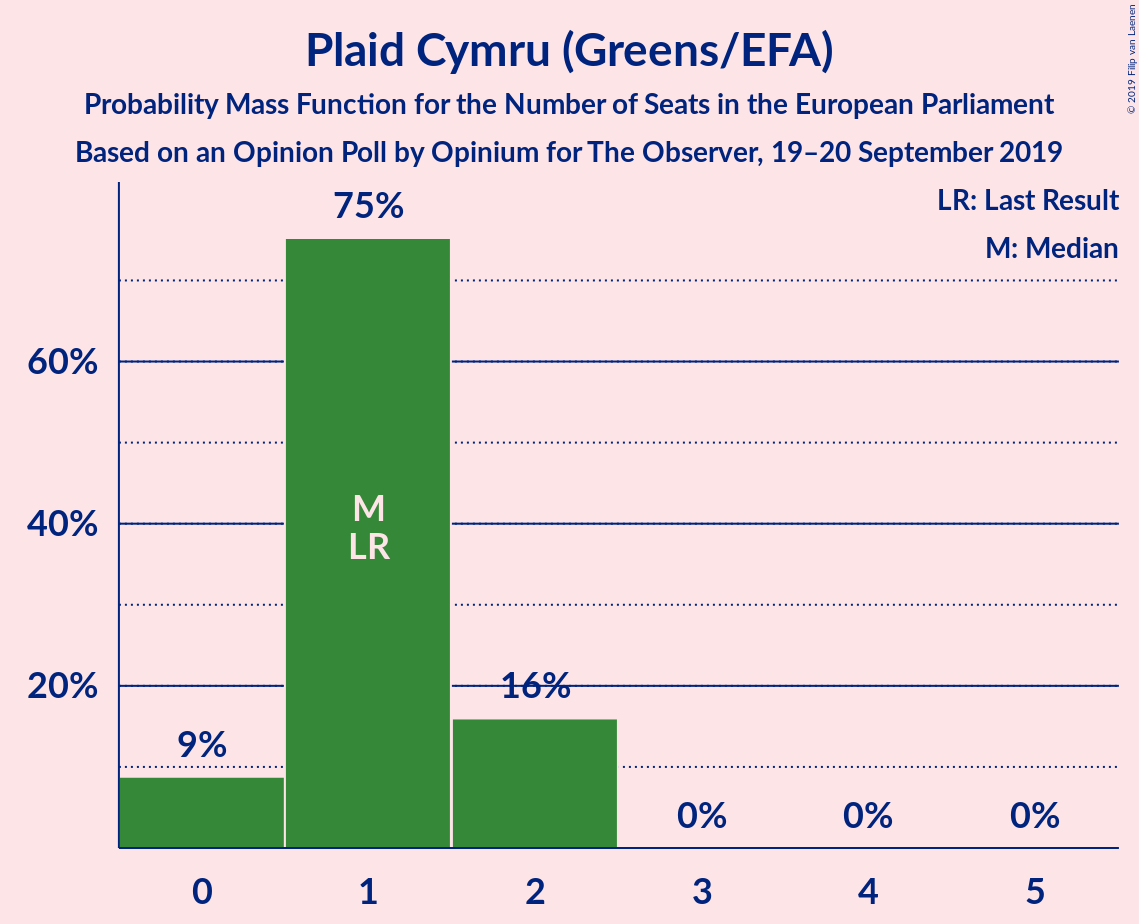 Plaid Cymru (Greens/EFA)
Probability Mass Function for the Number of Seats in the European Parliament
Based on an Opinion Poll by Opinium for The Observer, 19–20 September 2019
© 2019 Filip van Laenen
LR: Last Result
M: Median
75%
60%
M
40%
LR
20%
16%
9%
0%
0%
0%
0
1
2
3
4
5